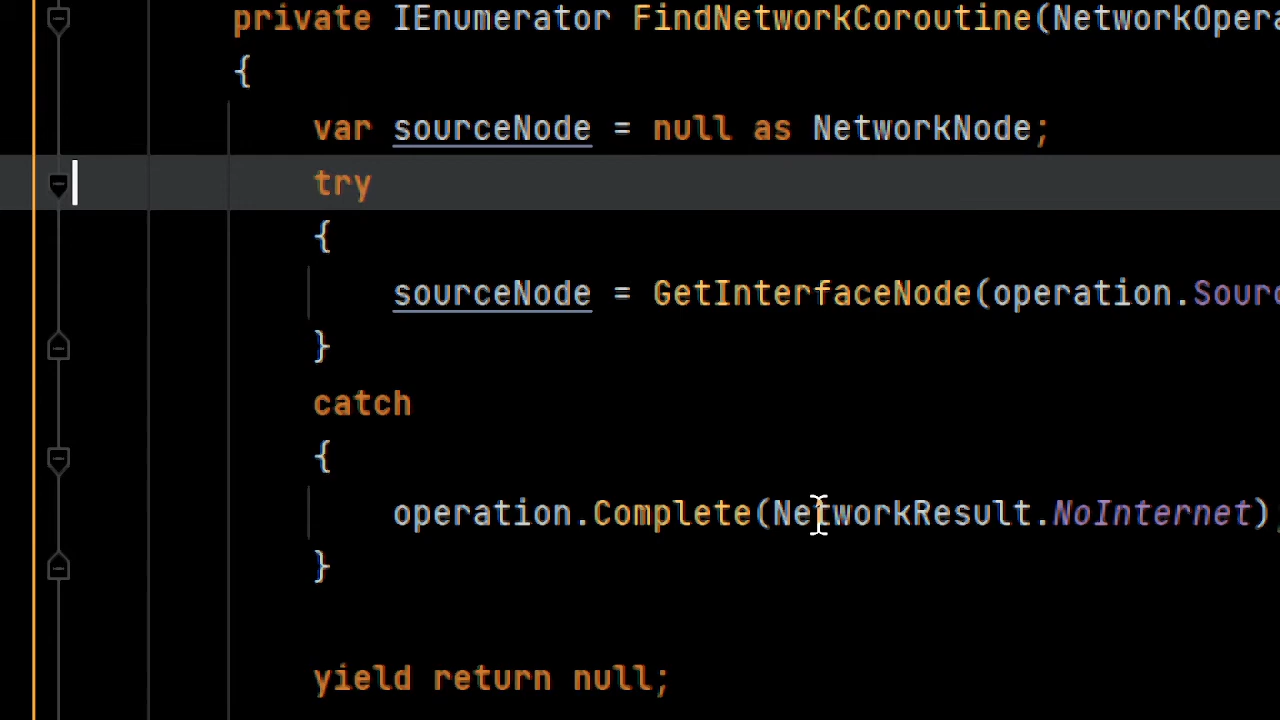 private IEnumerator FindNetworkCoroutine(NetworkOpera
{
var sourceNode = null as NetworkNode;
try
{
sourceNode = GetInterfaceNode(operation.Sourc
}
catch
{
operation.Complete(NetworkResult.NoInternet);
}
yield return null;